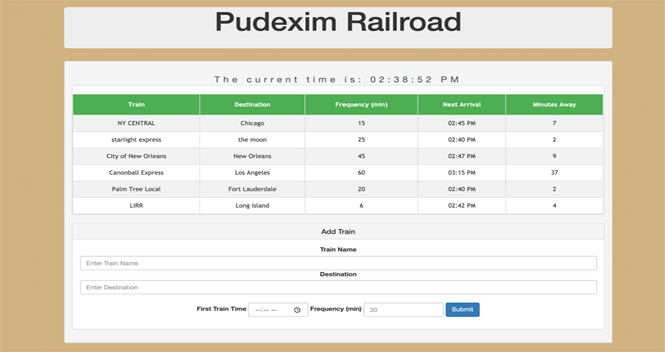 Pudexim Railroad
The current time is: 02:38:52 PM
Train Destination Frequency (min) Next Arrival Minutes Away
NY CENTRAL Chicago 15 02:45 PM 7
starlight express the moon 25 02:40 PM 2
City of New Orleans New Orleans 45 02:47 PM 9
Canonball Express Los Angeles 60 03:15 PM 37
Palm Tree Local Fort Lauderdale 20 02:40 PM 2
LIRR Long Island 6 02:42 PM 4
Add Train
Train Name
Enter Train Name
Destination
Enter Destination
First Train Time --:-- -- Frequency (min) 30 Submit